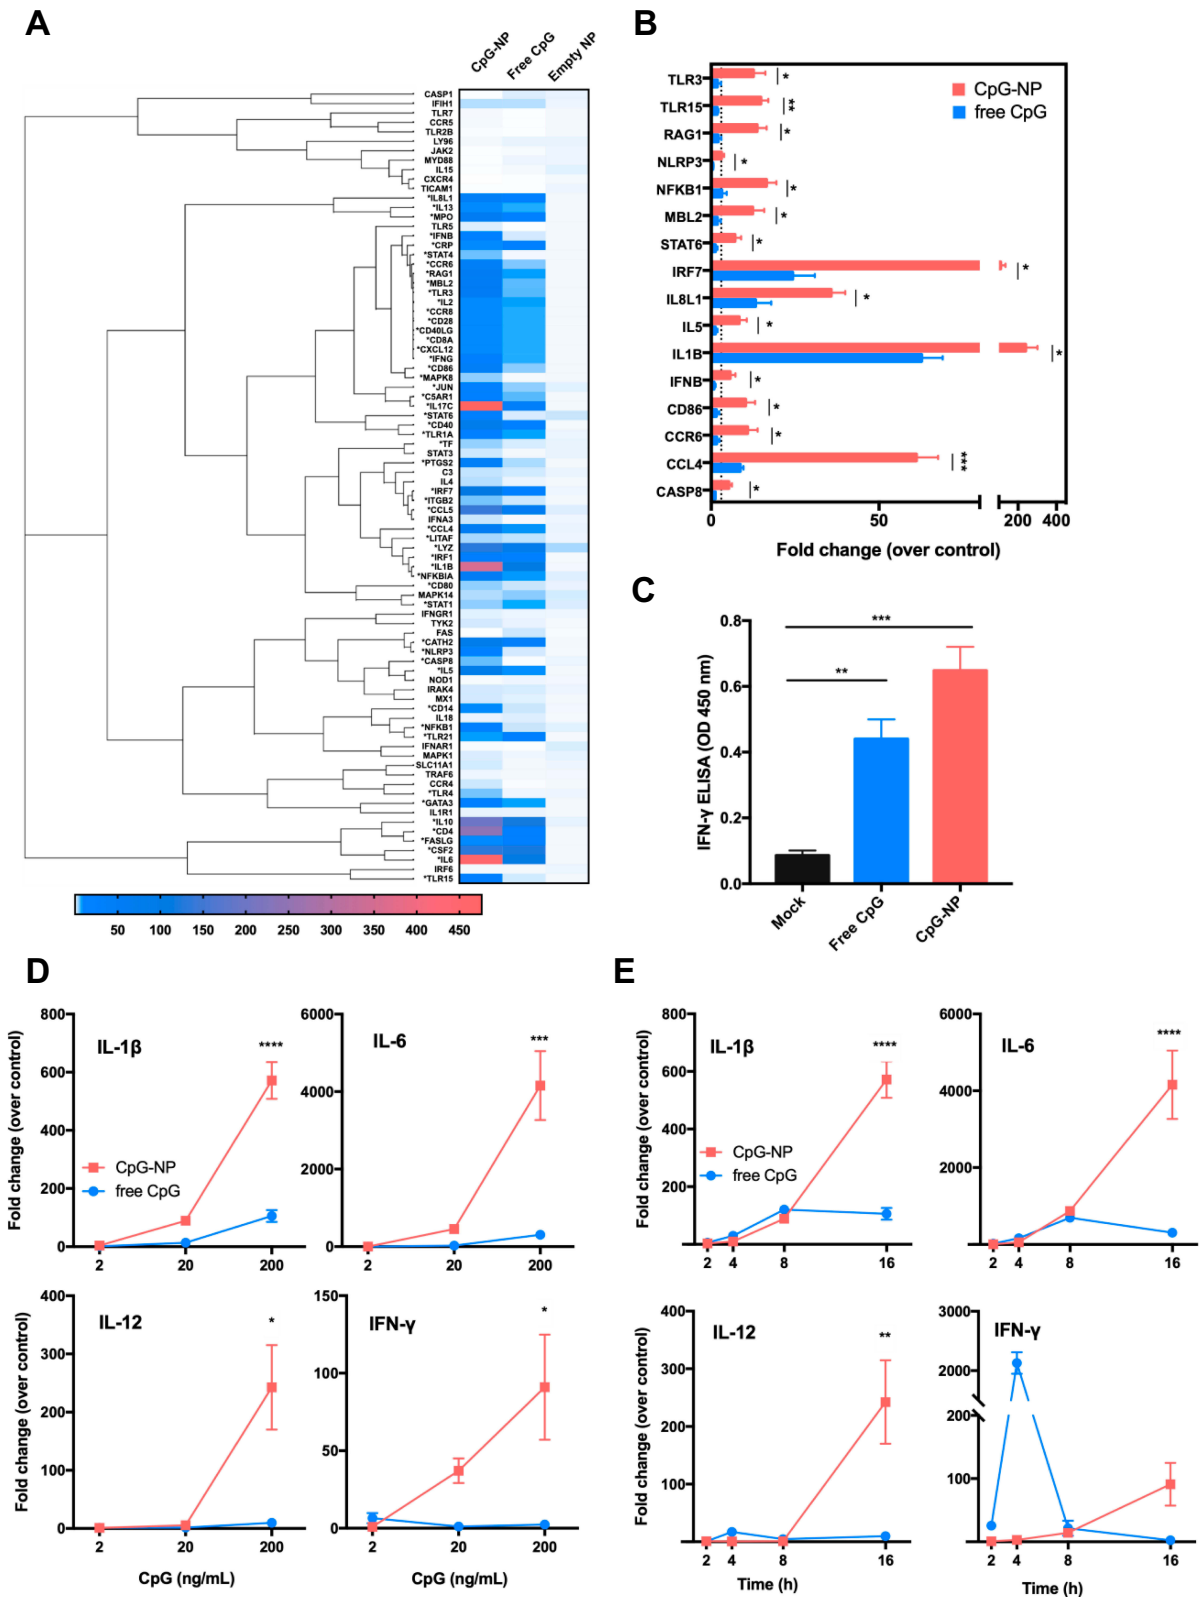 A
CpG-NP
Free CpG
Empty NP
CASP1
IFIH1
TLR7
CCR5
TLR2B
LY96
JAK2
MYD88
IL15
CXCR4
TICAM1
*IL8L1
*IL13
*MPO
TLR5
*IFNB
*CRP
*STAT4
*CCR6
*RAG1
*MBL2
*TLR3
*IL2
*CCR8
*CD28
*CD40LG
*CD8A
*CXCL12
*IFNG
*CD86
*MAPK8
*JUN
*C5AR1
*IL17C
*STAT6
*CD40
*TLR1A
*TF
STAT3
*PTGS2
C3
IL4
*IRF7
*ITGB2
*CCL5
IFNA3
*CCL4
*LITAF
*LYZ
*IRF1
*IL1B
*NFKBIA
*CD80
MAPK14
*STAT1
IFNGR1
TYK2
FAS
*CATH2
*NLRP3
*CASP8
*IL5
NOD1
IRAK4
MX1
*CD14
IL18
*NFKB1
*TLR21
IFNAR1
MAPK1
SLC11A1
TRAF6
CCR4
*TLR4
*GATA3
IL1R1
*IL10
*CD4
*FASLG
*CSF2
*IL6
IRF6
*TLR15
50 100 150 200 250 300 350 400 450
B
CpG-NP
free CpG
TLR3 *
TLR15 **
RAG1 *
NLRP3 *
NFKB1 *
MBL2 *
STAT6 *
IRF7 *
IL8L1 *
IL5 *
IL1B *
IFNB *
CD86 *
CCR6 *
CCL4 ***
CASP8 *
0 50 200 400
Fold change (over control)
C
IFN-γ ELISA (OD 450 nm)
0.8
0.6
0.4
0.2
0.0
***
**
Mock
Free CpG
CpG-NP
D
Fold change (over control)
800
600
400
200
0
IL-1β
****
CpG-NP
free CpG
2 20 200
6000
4000
2000
0
IL-6
***
2 20 200
Fold change (over control)
400
300
200
100
0
IL-12
*
2 20 200
CpG (ng/mL)
150
100
50
0
IFN-γ
*
2 20 200
CpG (ng/mL)
E
Fold change (over control)
800
600
400
200
IL-1β
****
CpG-NP
free CpG
2 4 8 16
6000
4000
2000
IL-6
****
2 4 8 16
Fold change (over control)
400
300
200
100
IL-12
**
2 4 8 16
Time (h)
3000
2000
200
100
IFN-γ
2 4 8 16
Time (h)